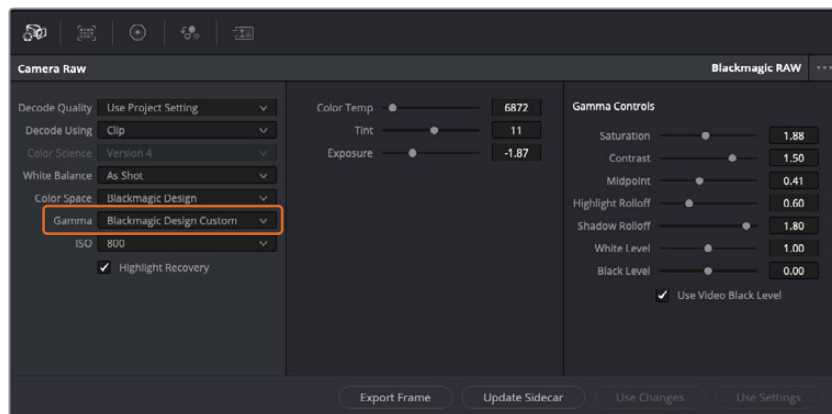 Camera Raw
Blackmagic RAW
Decode Quality Use Project Setting
Decode Using Clip
Color Science Version 4
White Balance As Shot
Color Space Blackmagic Design
Gamma Blackmagic Design Custom
ISO 800
Highlight Recovery
Color Temp 6872
Tint 11
Exposure -1.87
Gamma Controls
Saturation 1.88
Contrast 1.50
Midpoint 0.41
Highlight Rolloff 0.60
Shadow Rolloff 1.80
White Level 1.00
Black Level 0.00
Use Video Black Level
Export Frame
Update Sidecar
Use Changes
Use Settings